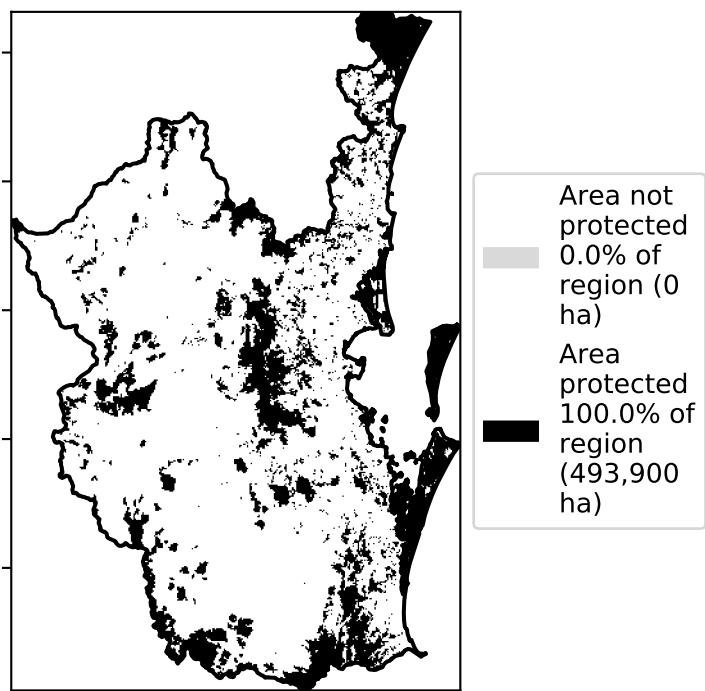 Area not
protected
0.0% of
region (0
ha)
Area
protected
100.0% of
region
(493,900
ha)